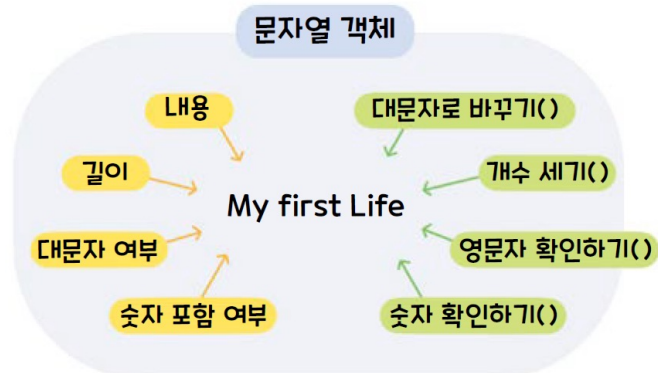 문자열 객체
내용
대문자로 바꾸기()
길이
개수 세기()
My first Life
대문자 여부
영문자 확인하기()
숫자 포함 여부
숫자 확인하기()